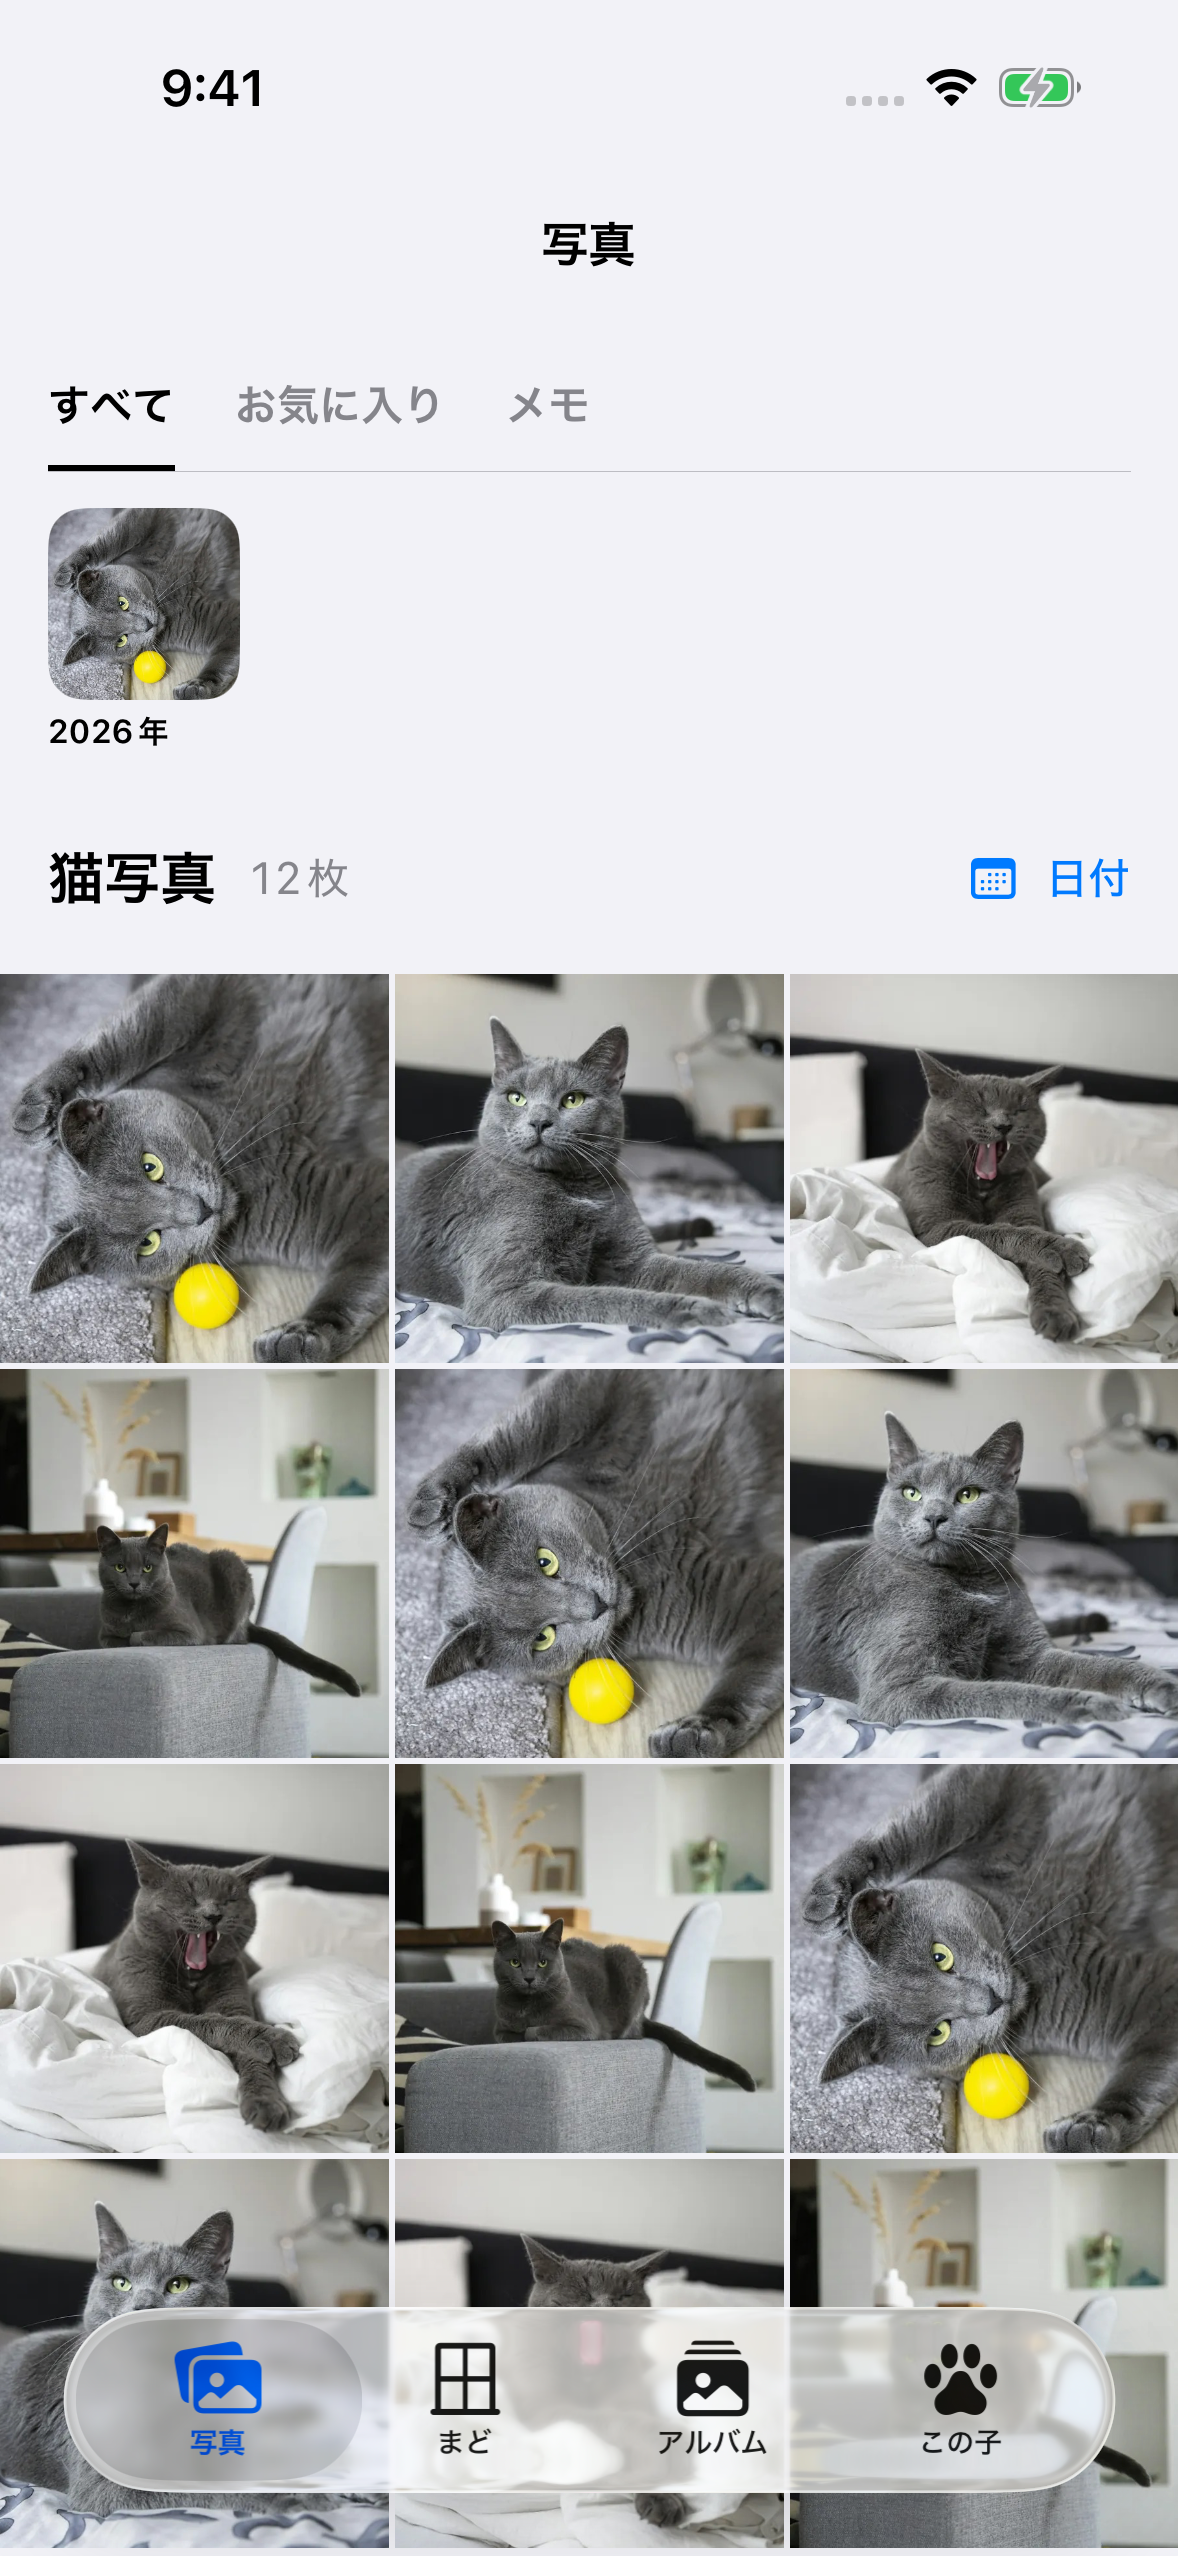 9:41
写真
すべて お気に入り メモ
2026年
猫写真 12枚 日付
写真 まど アルバム この子